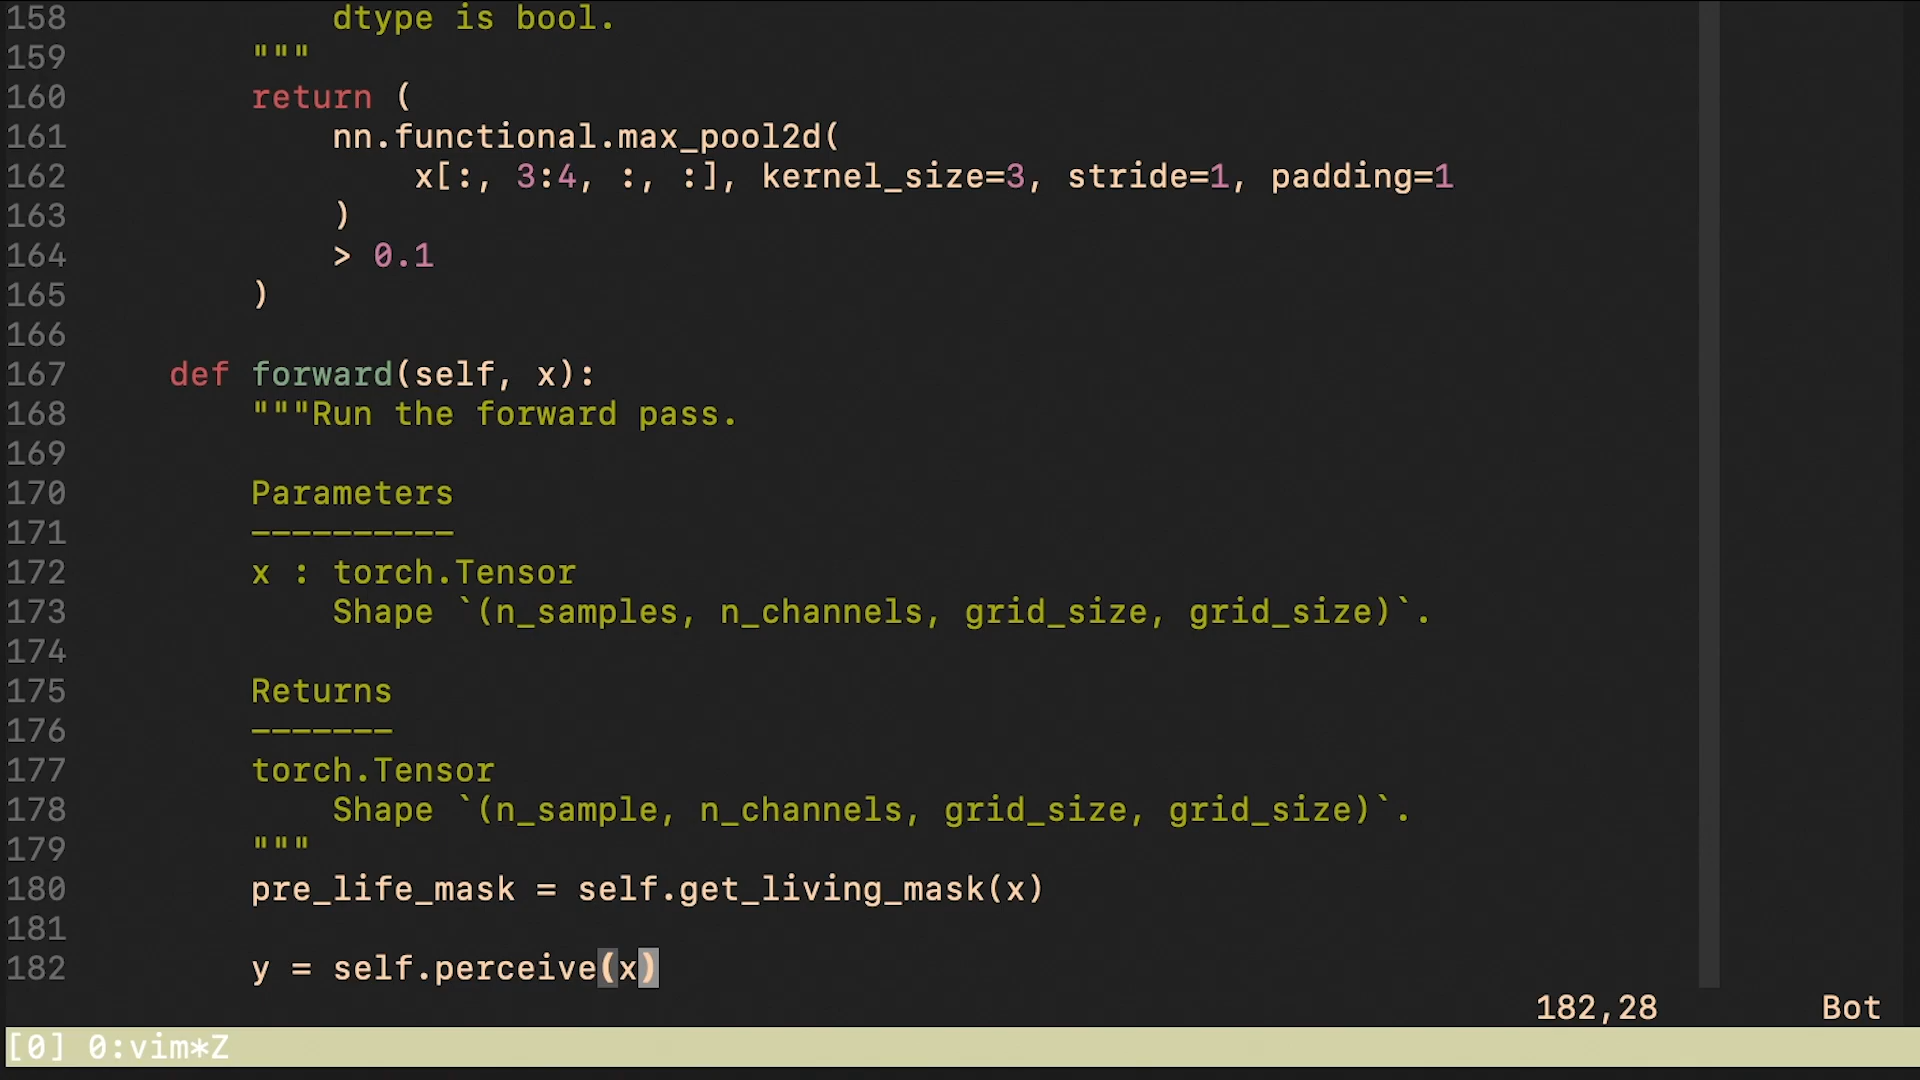 158             dtype is bool.
159         """
160         return (
161             nn.functional.max_pool2d(
162                 x[:, 3:4, :, :], kernel_size=3, stride=1, padding=1
163             )
164             > 0.1
165         )
166
167     def forward(self, x):
168         """Run the forward pass.
169
170         Parameters
171         ----------
172         x : torch.Tensor
173             Shape `(n_samples, n_channels, grid_size, grid_size)`.
174
175         Returns
176         -------
177         torch.Tensor
178             Shape `(n_sample, n_channels, grid_size, grid_size)`.
179         """
180         pre_life_mask = self.get_living_mask(x)
181
182         y = self.perceive(x)
182,28 Bot
[0] 0:vim*Z